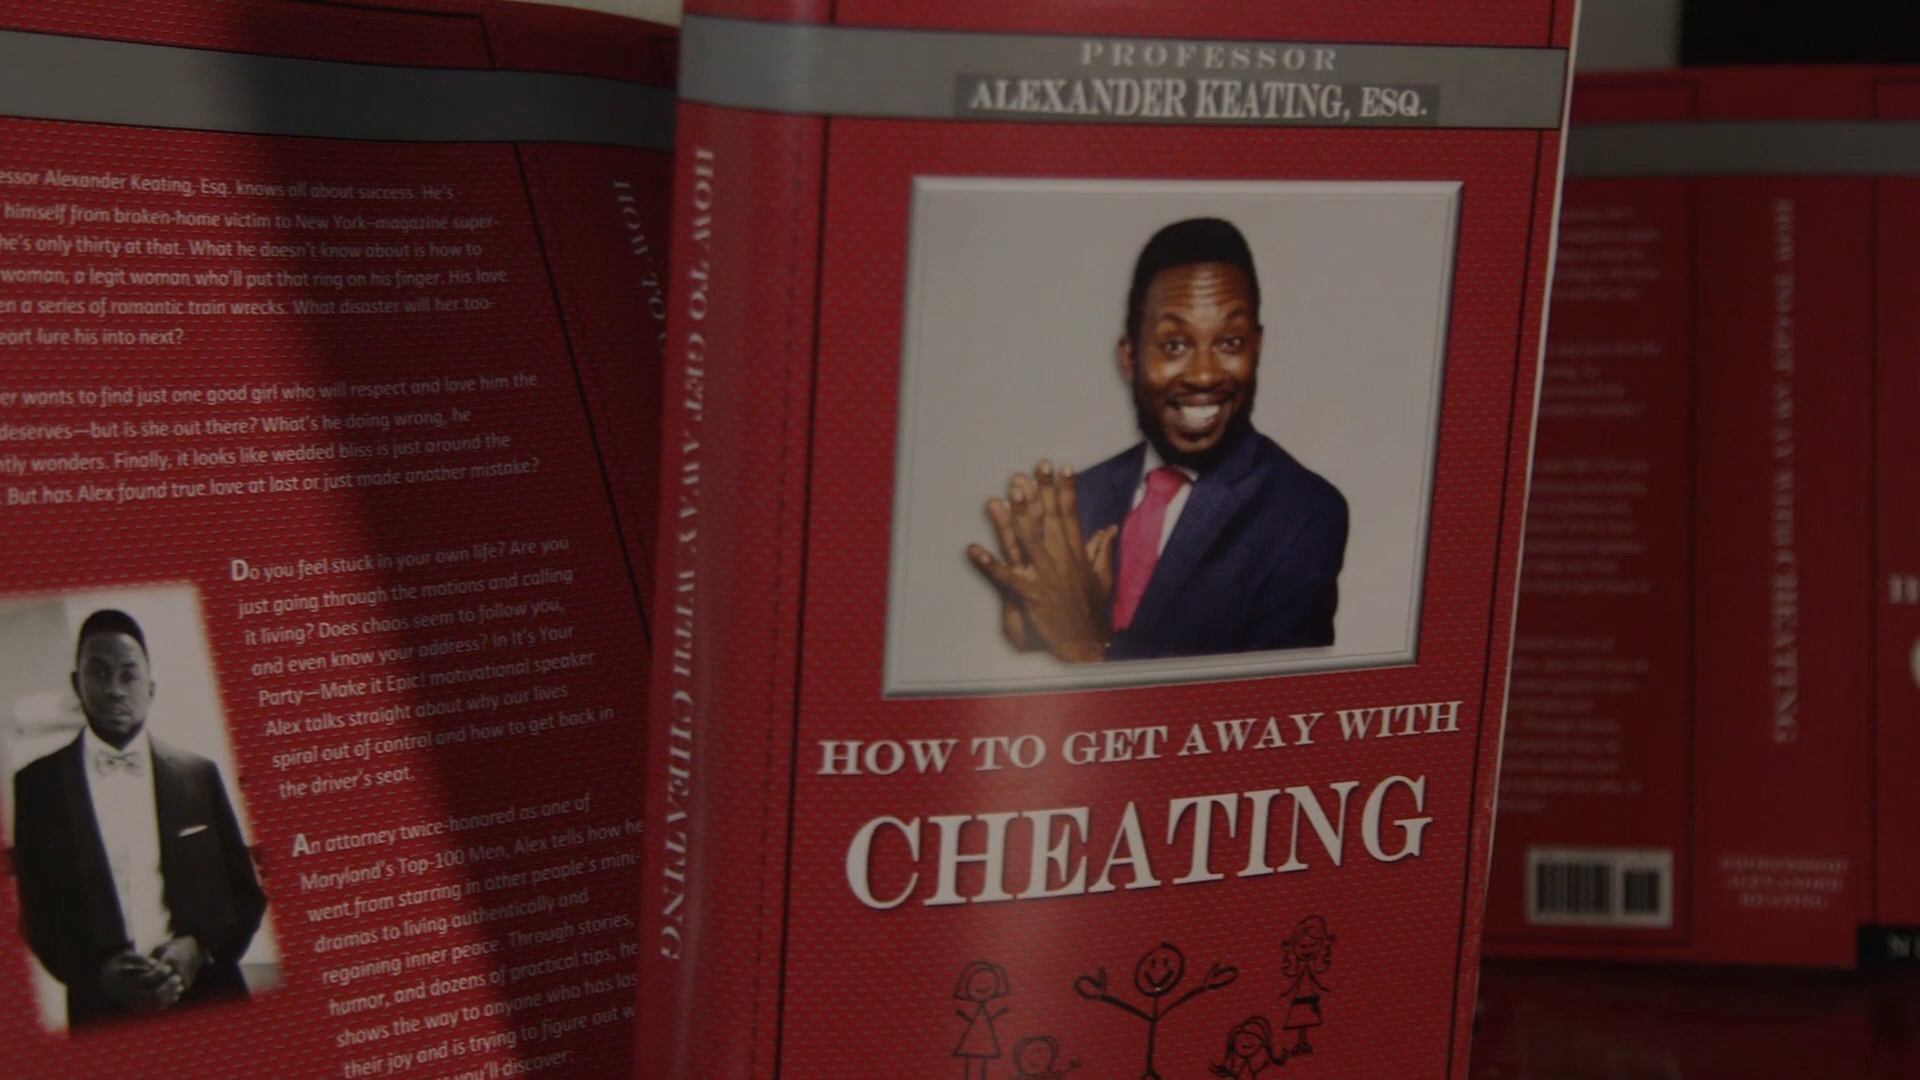 essor Alexander Keating, Esq. knows all about success. He's
himself from broken-home victim to New York–magazine super-
he's only thirty at that. What he doesn't know about is how to
woman, a legit woman who'll put that ring on his finger. His love
en a series of romantic train wrecks. What disaster will her too-
eart lure his into next?
er wants to find just one good girl who will respect and love him the
deserves—but is she out there? What's he doing wrong, he
ntly wonders. Finally, it looks like wedded bliss is just around the
. But has Alex found true love at last or just made another mistake?
Do you feel stuck in your own life? Are you
just going through the motions and calling
it living? Does chaos seem to follow you,
and even know your address? In It's Your
Party—Make it Epic! motivational speaker
Alex talks straight about why our lives
spiral out of control and how to get back in
the driver's seat.
An attorney twice-honored as one of
Maryland's Top-100 Men, Alex tells how he
went from starring in other people's mini-
dramas to living authentically and
regaining inner peace. Through stories,
humor, and dozens of practical tips, he
shows the way to anyone who has los
their joy and is trying to figure out w
you'll discover:
HOW TO
HOW TO GET AWAY WITH CHEATING
PROFESSOR
ALEXANDER KEATING, ESQ.
HOW TO GET AWAY WITH
CHEATING
HOW TO GET AWAY WITH CHEATING
PROFESSOR
ALEXANDER
KEATING